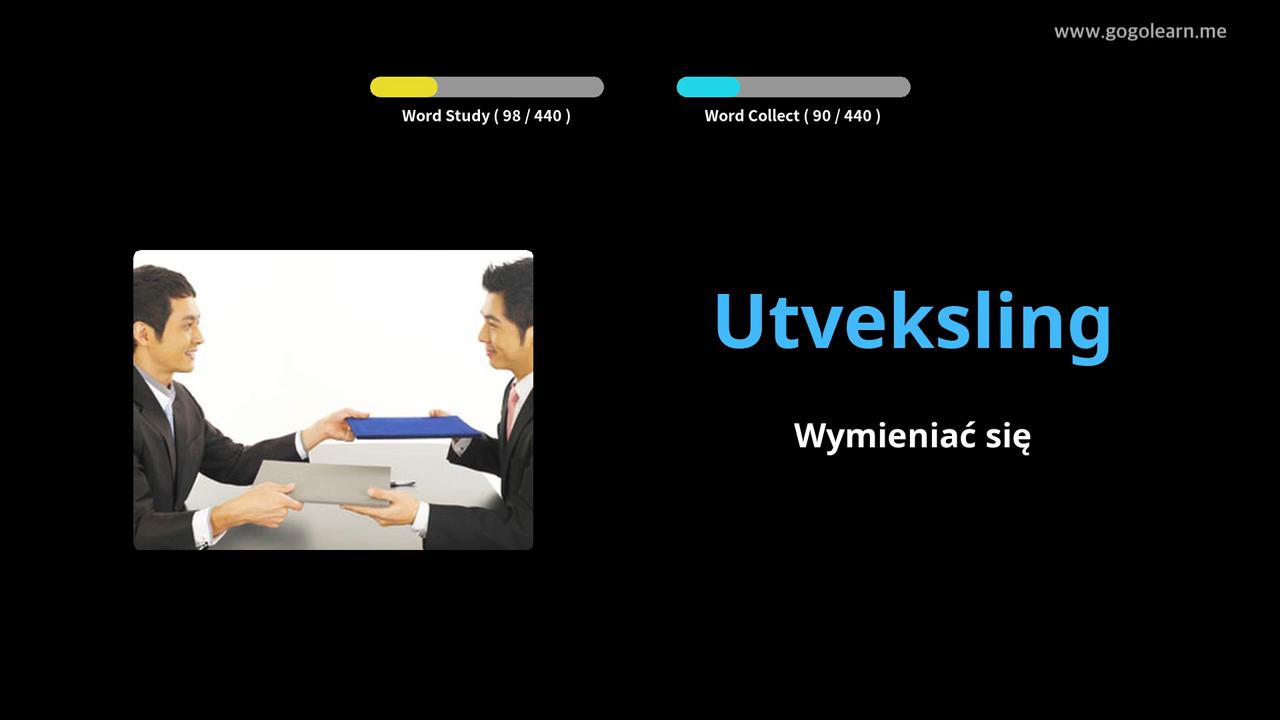 www.gogolearn.me
Word Study ( 98 / 440 )
Word Collect ( 90 / 440 )
Utveksling
Wymieniać się